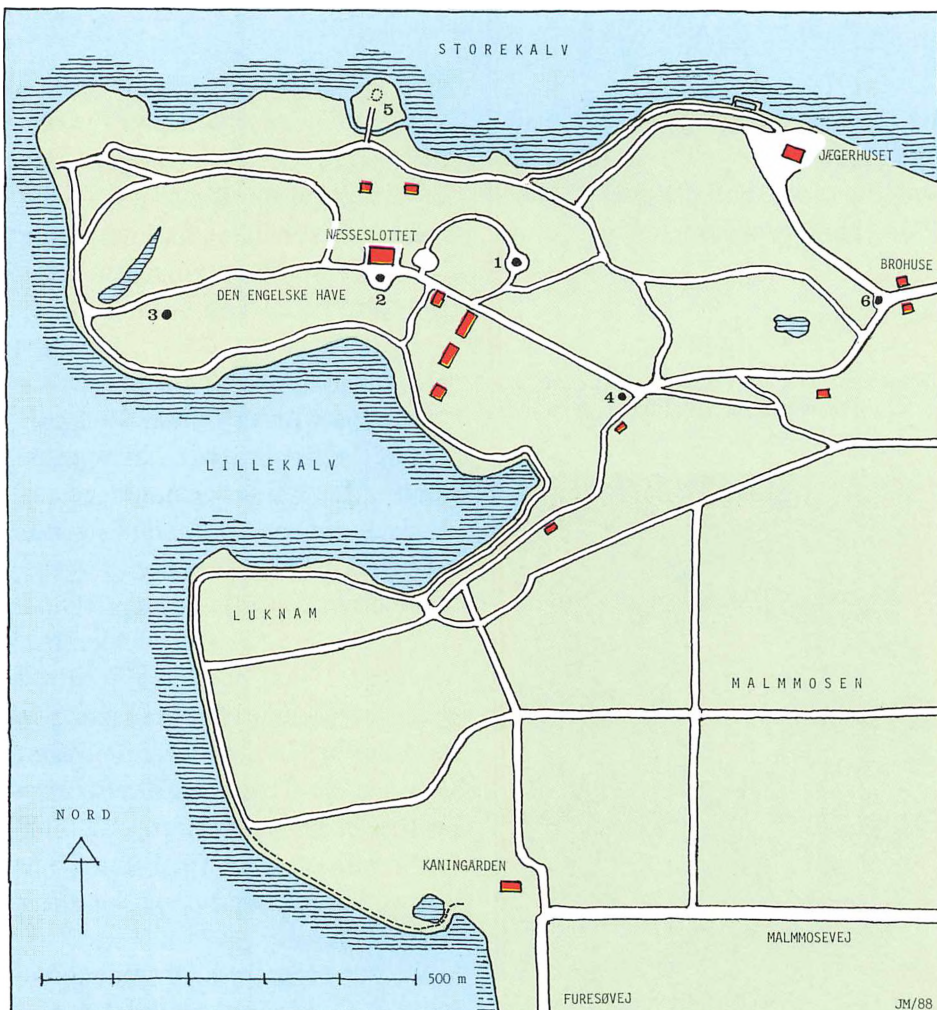 STOREKALV
5
JÆGERHUSET
NÆSSESLOTTET
1
BROHUSE
2
DEN ENGELSKE HAVE
3
6
4
LILLEKALV
LUKNAM
MALMMOSEN
NORD
KANINGARDEN
MALMMOSEVEJ
500 m
FURESØVEJ
JM/88